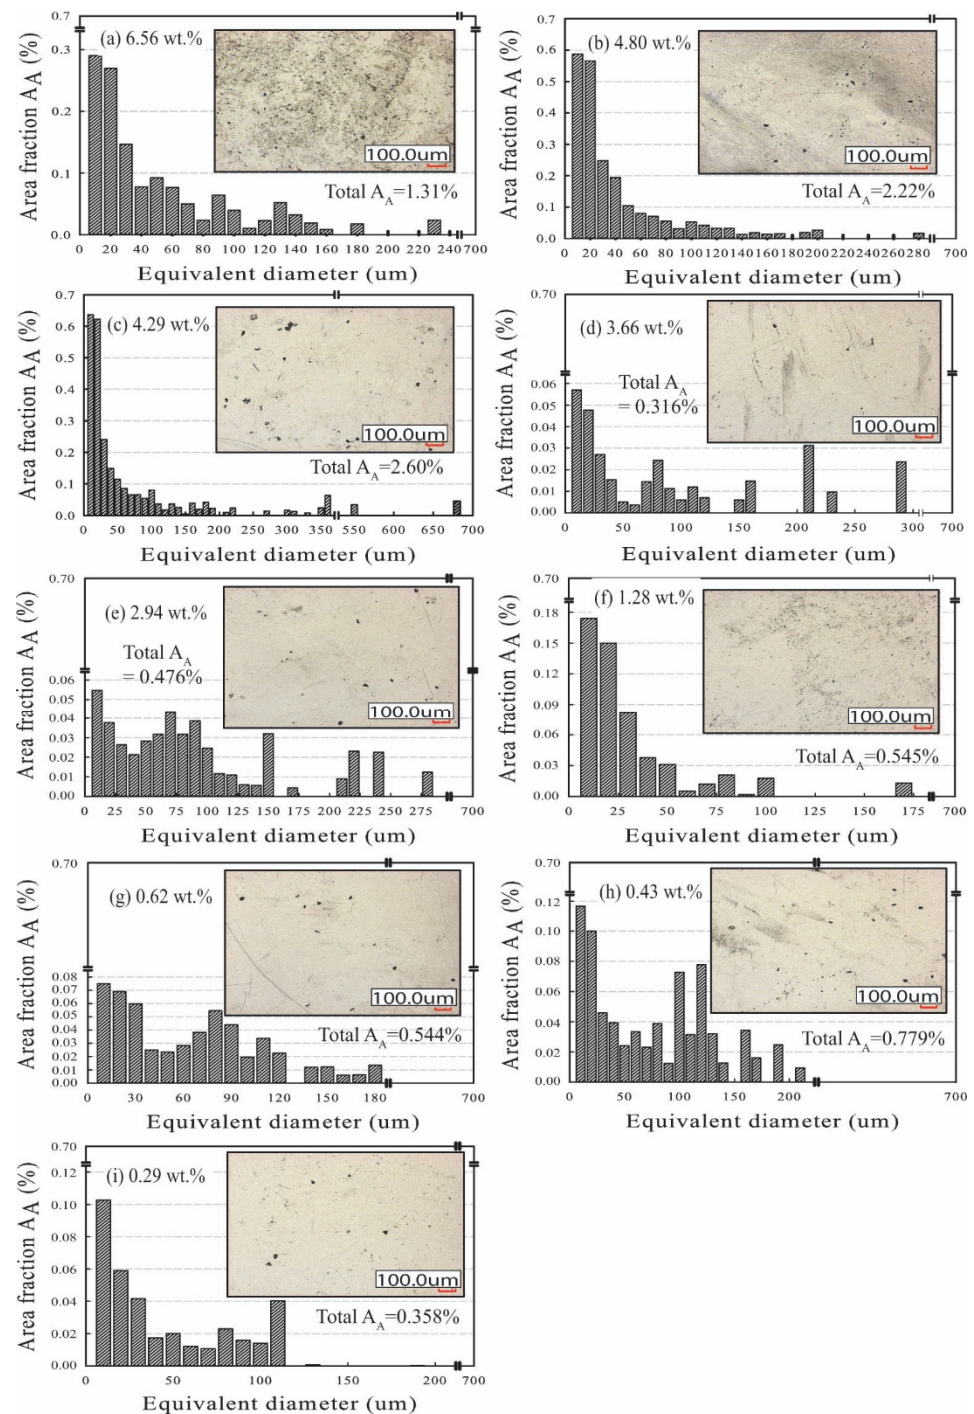 0.7
(a) 6.56 wt.%
0.3
0.2
0.1
0.0
Area fraction A_A (%)
100.0um
Total A_A=1.31%
20 40 60 80 100 120 140 160 180 200 220 240 700
Equivalent diameter (um)
0.7
(b) 4.80 wt.%
0.6
0.5
0.4
0.3
0.2
0.1
0.0
Area fraction A_A (%)
100.0um
Total A_A=2.22%
0 20 40 60 80 100 120 140 160 180 200 220 240 260 280 700
Equivalent diameter (um)
0.7
(c) 4.29 wt.%
0.6
0.5
0.4
0.3
0.2
0.1
0.0
Area fraction A_A (%)
100.0um
Total A_A=2.60%
0 50 100 150 200 250 300 350 550 600 650 700
Equivalent diameter (um)
0.70
(d) 3.66 wt.%
Total A_A
= 0.316%
0.06
0.05
0.04
0.03
0.02
0.01
0.00
Area fraction A_A (%)
100.0um
0 50 100 150 200 250 300 700
Equivalent diameter (um)
0.70
(e) 2.94 wt.%
Total A_A
= 0.476%
0.06
0.05
0.04
0.03
0.02
0.01
0.00
Area fraction A_A (%)
100.0um
0 25 50 75 100 125 150 175 200 225 250 275 700
Equivalent diameter (um)
0.70
(f) 1.28 wt.%
0.18
0.15
0.12
0.09
0.06
0.03
0.00
Area fraction A_A (%)
100.0um
Total A_A=0.545%
0 25 50 75 100 125 150 175 700
Equivalent diameter (um)
0.70
(g) 0.62 wt.%
0.08
0.07
0.06
0.05
0.04
0.03
0.02
0.01
0.00
Area fraction A_A (%)
100.0um
Total A_A=0.544%
0 30 60 90 120 150 180 700
Equivalent diameter (um)
0.70
(h) 0.43 wt.%
0.12
0.10
0.08
0.06
0.04
0.02
0.00
Area fraction A_A (%)
100.0um
Total A_A=0.779%
0 50 100 150 200 700
Equivalent diameter (um)
0.70
(i) 0.29 wt.%
0.12
0.10
0.08
0.06
0.04
0.02
0.00
Area fraction A_A (%)
100.0um
Total A_A=0.358%
0 50 100 150 200 700
Equivalent diameter (um)